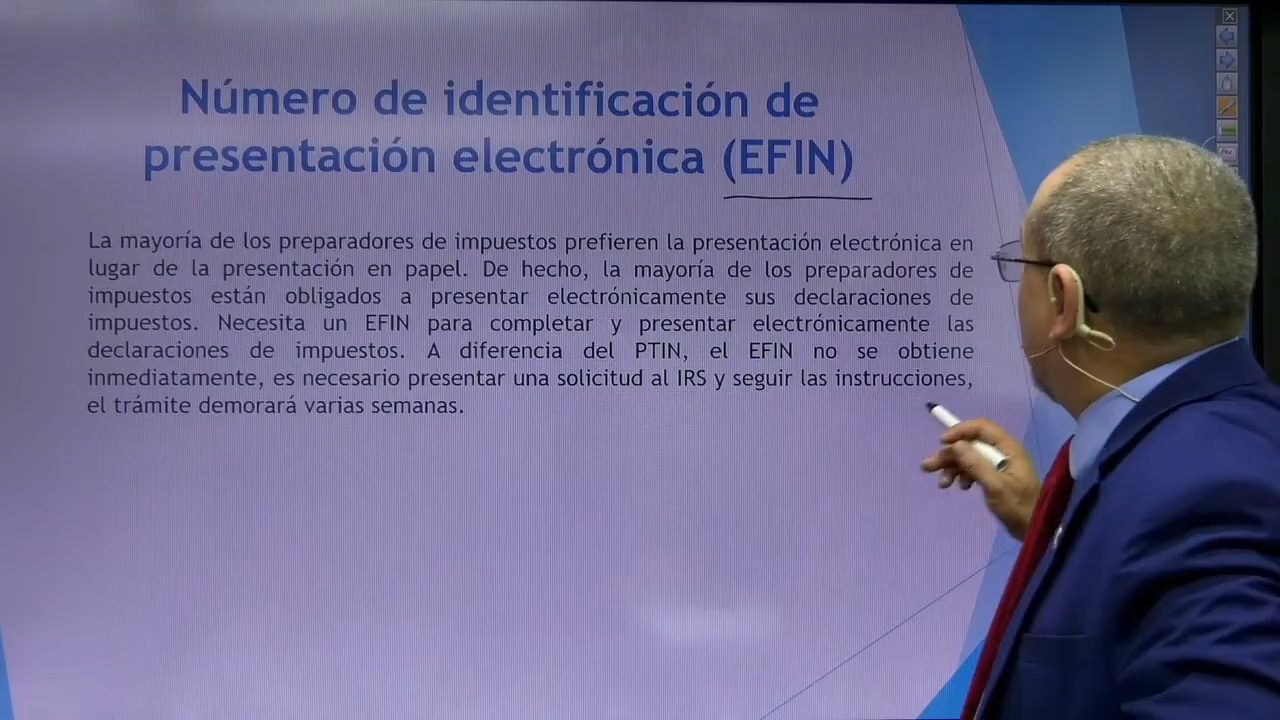 Número de identificación de
presentación electrónica (EFIN)
La mayoría de los preparadores de impuestos prefieren la presentación electrónica en
lugar de la presentación en papel. De hecho, la mayoría de los preparadores de
impuestos están obligados a presentar electrónicamente sus declaraciones de
impuestos. Necesita un EFIN para completar y presentar electrónicamente las
declaraciones de impuestos. A diferencia del PTIN, el EFIN no se obtiene
inmediatamente, es necesario presentar una solicitud al IRS y seguir las instrucciones,
el trámite demorará varias semanas.